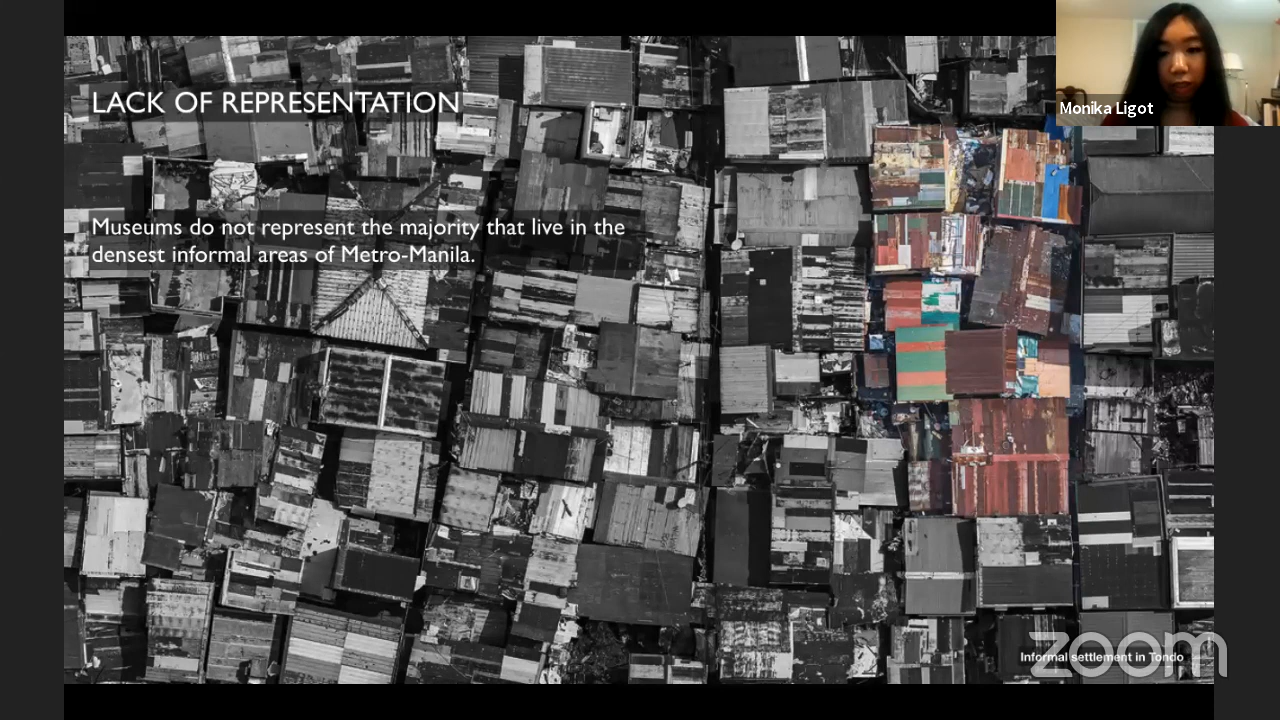 LACK OF REPRESENTATION
Monika Ligot
Museums do not represent the majority that live in the
densest informal areas of Metro-Manila.
Informal settlement in Tondo
zoom